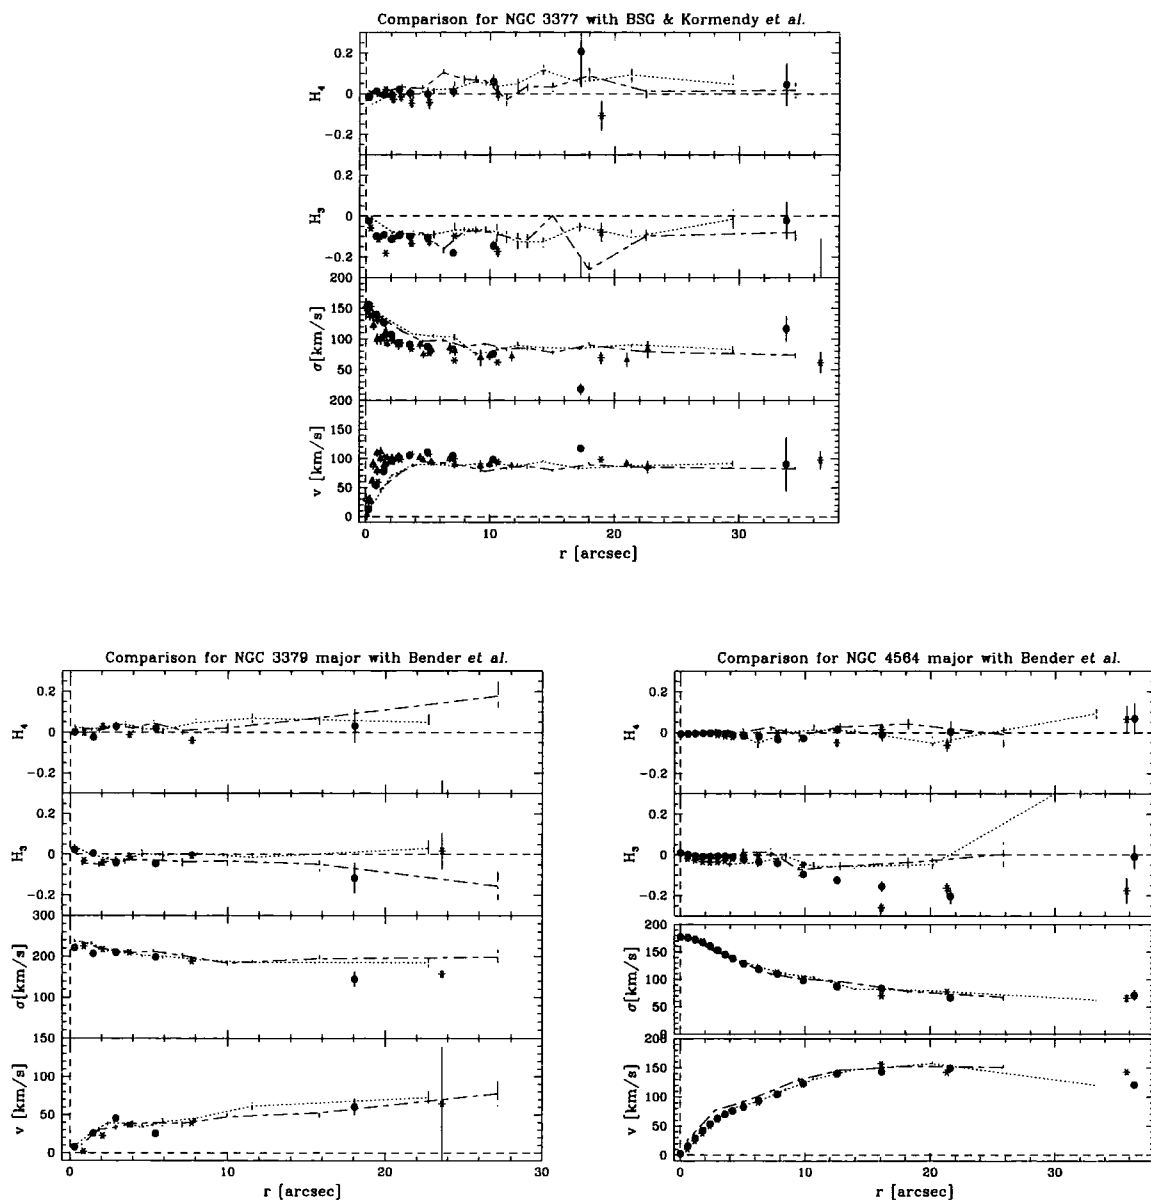 Comparison for NGC 3377 with BSG & Kormendy et al.
0.2
H₄
0
−0.2
0.2
H₃
0
−0.2
200
150
σ[km/s]
100
50
200
150
v [km/s]
100
50
0
0 10 20 30
r [arcsec]
Comparison for NGC 3379 major with Bender et al.
0.2
H₄
0
−0.2
0.2
H₃
0
−0.2
300
σ[km/s]
200
100
150
v [km/s]
100
50
0
0 10 20 30
r [arcsec]
Comparison for NGC 4564 major with Bender et al.
0.2
H₄
0
−0.2
0.2
H₃
0
−0.2
200
150
σ[km/s]
100
50
0
200
150
v [km/s]
100
50
0
0 10 20 30
r [arcsec]